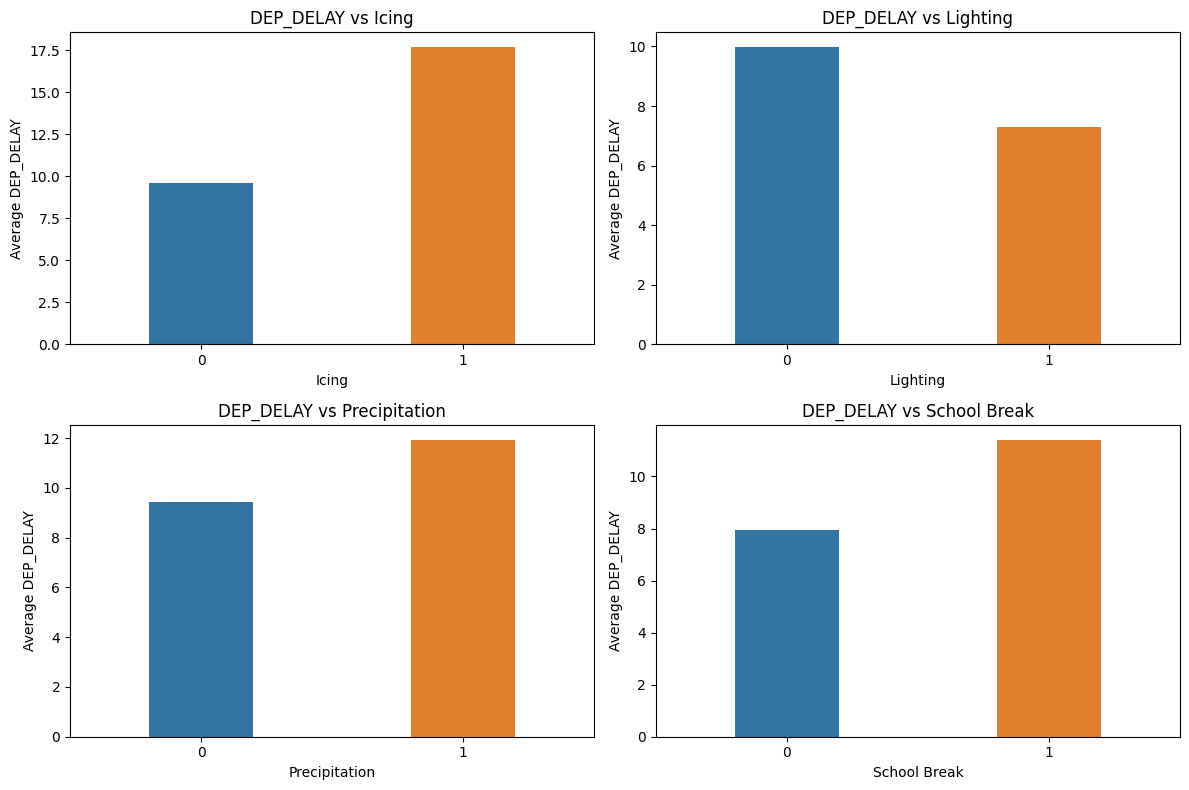 DEP_DELAY vs Icing
17.5
15.0
12.5
10.0
7.5
5.0
2.5
0.0
Average DEP_DELAY
0
1
Icing
DEP_DELAY vs Lighting
10
8
6
4
2
0
Average DEP_DELAY
0
1
Lighting
DEP_DELAY vs Precipitation
12
10
8
6
4
2
0
Average DEP_DELAY
0
1
Precipitation
DEP_DELAY vs School Break
10
8
6
4
2
0
Average DEP_DELAY
0
1
School Break